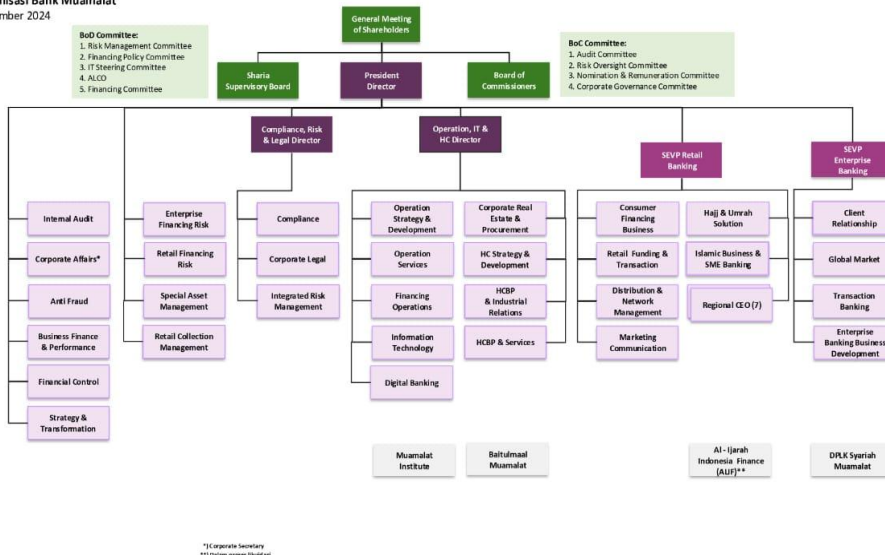 Bank Muamalat
2024
General Meeting
of Shareholders
BoD Committee:
1. Risk Management Committee
2. Financing Policy Committee
3. IT Steering Committee
4. ALCO
5. Financing Committee
BoC Committee:
1. Audit Committee
2. Risk Oversight Committee
3. Nomination & Remuneration Committee
4. Corporate Governance Committee
Sharia
Supervisory Board
President
Director
Board of
Commissioners
Compliance, Risk
& Legal Director
Operation, IT &
HC Director
SEVP Retail
Banking
SEVP
Enterprise
Banking
Internal Audit
Corporate Affairs*
Anti Fraud
Business Finance
& Performance
Financial Control
Strategy &
Transformation
Enterprise
Financing Risk
Retail Financing
Risk
Special Asset
Management
Retail Collection
Management
Compliance
Corporate Legal
Integrated Risk
Management
Operation
Strategy &
Development
Operation
Services
Financing
Operations
Information
Technology
Digital Banking
Corporate Real
Estate &
Procurement
HC Strategy &
Development
HCBP
& Industrial
Relations
HCBP & Services
Consumer
Financing
Business
Retail Funding &
Transaction
Distribution &
Network
Management
Marketing
Communication
Hajj & Umrah
Solution
Islamic Business &
SME Banking
Regional CEO (7)
Client
Relationship
Global Market
Transaction
Banking
Enterprise
Banking Business
Development
Muamalat
Institute
Baitulmaal
Muamalat
Al - Ijarah
Indonesia Finance
(ALIF)**
DPLK Syariah
Muamalat
*) Corporate Secretary